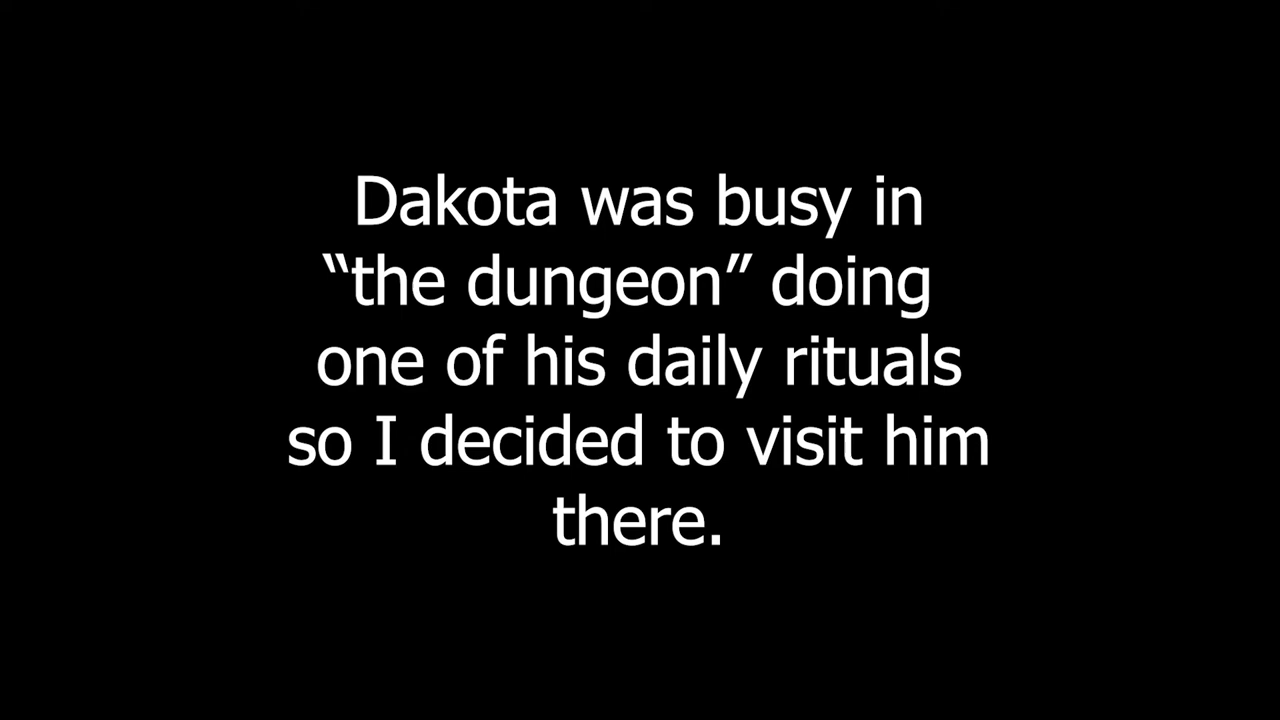 Dakota was busy in
“the dungeon” doing
one of his daily rituals
so I decided to visit him
there.